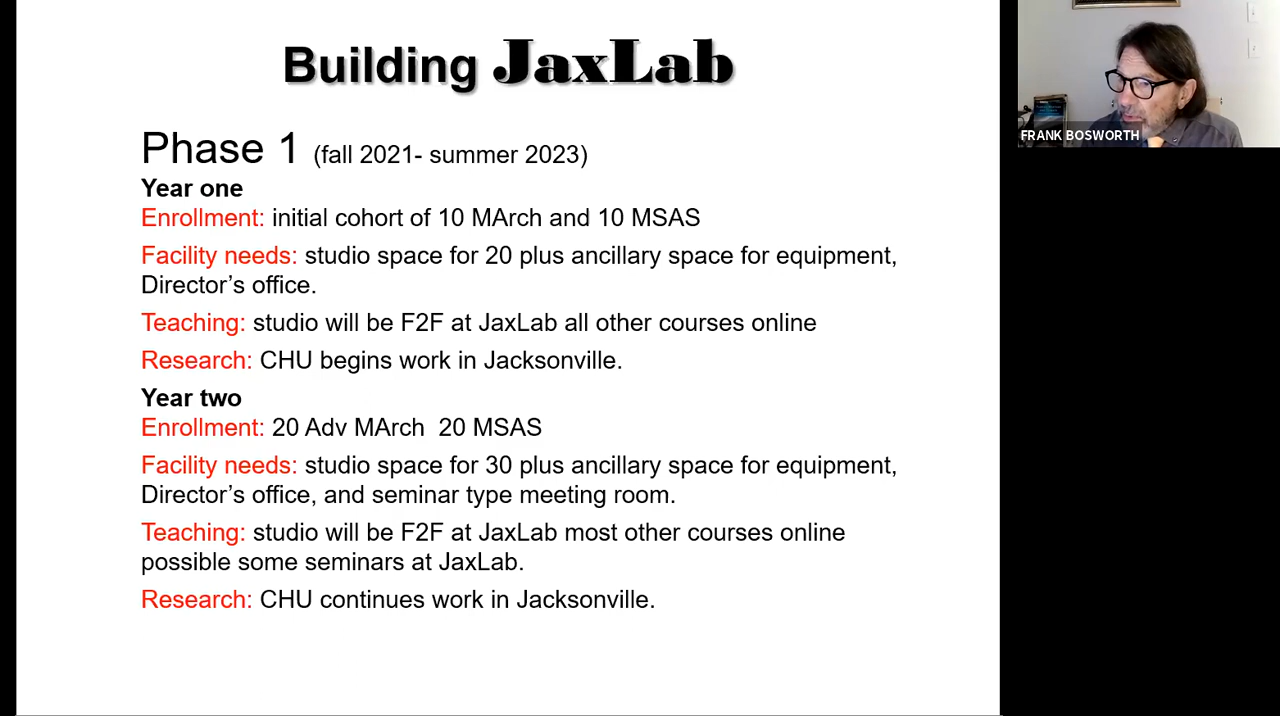 Building JaxLab
Phase 1 (fall 2021- summer 2023)
Year one
Enrollment: initial cohort of 10 MArch and 10 MSAS
Facility needs: studio space for 20 plus ancillary space for equipment,
Director’s office.
Teaching: studio will be F2F at JaxLab all other courses online
Research: CHU begins work in Jacksonville.
Year two
Enrollment: 20 Adv MArch  20 MSAS
Facility needs: studio space for 30 plus ancillary space for equipment,
Director’s office, and seminar type meeting room.
Teaching: studio will be F2F at JaxLab most other courses online
possible some seminars at JaxLab.
Research: CHU continues work in Jacksonville.
FRANK BOSWORTH